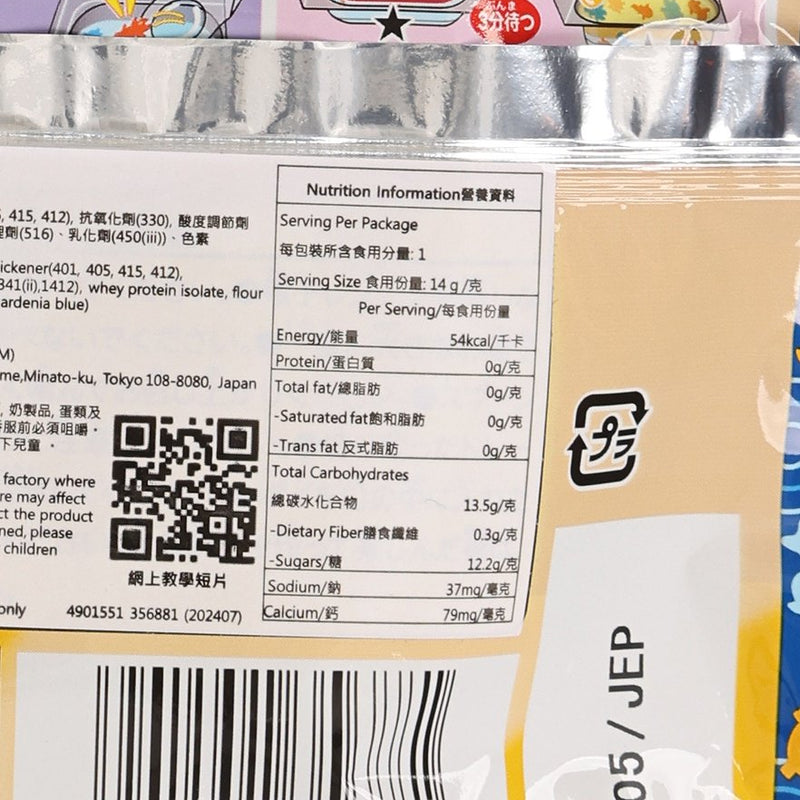 3分待つ
, 415, 412), 抗氧化劑(330), 酸度調節劑
劑(516)、乳化劑(450(iii))、色素
ickener(401, 405, 415, 412),
341(ii),1412), whey protein isolate, flour
ardenia blue)
M)
me,Minato-ku, Tokyo 108-8080, Japan
, 奶製品, 蛋類及
服前必須咀嚼。
下兒童。
factory where
re may affect
ct the product
ned, please
children
網上教學短片
only 4901551 356881 (202407)
Nutrition Information營養資料
Serving Per Package
每包裝所含食用分量: 1
Serving Size 食用份量: 14 g /克
Per Serving/每食用份量
Energy/能量 54kcal/千卡
Protein/蛋白質 0g/克
Total fat/總脂肪 0g/克
-Saturated fat飽和脂肪 0g/克
-Trans fat 反式脂肪 0g/克
Total Carbohydrates
總碳水化合物 13.5g/克
-Dietary Fiber膳食纖維 0.3g/克
-Sugars/糖 12.2g/克
Sodium/鈉 37mg/毫克
Calcium/鈣 79mg/毫克
プラ
05 / JEP